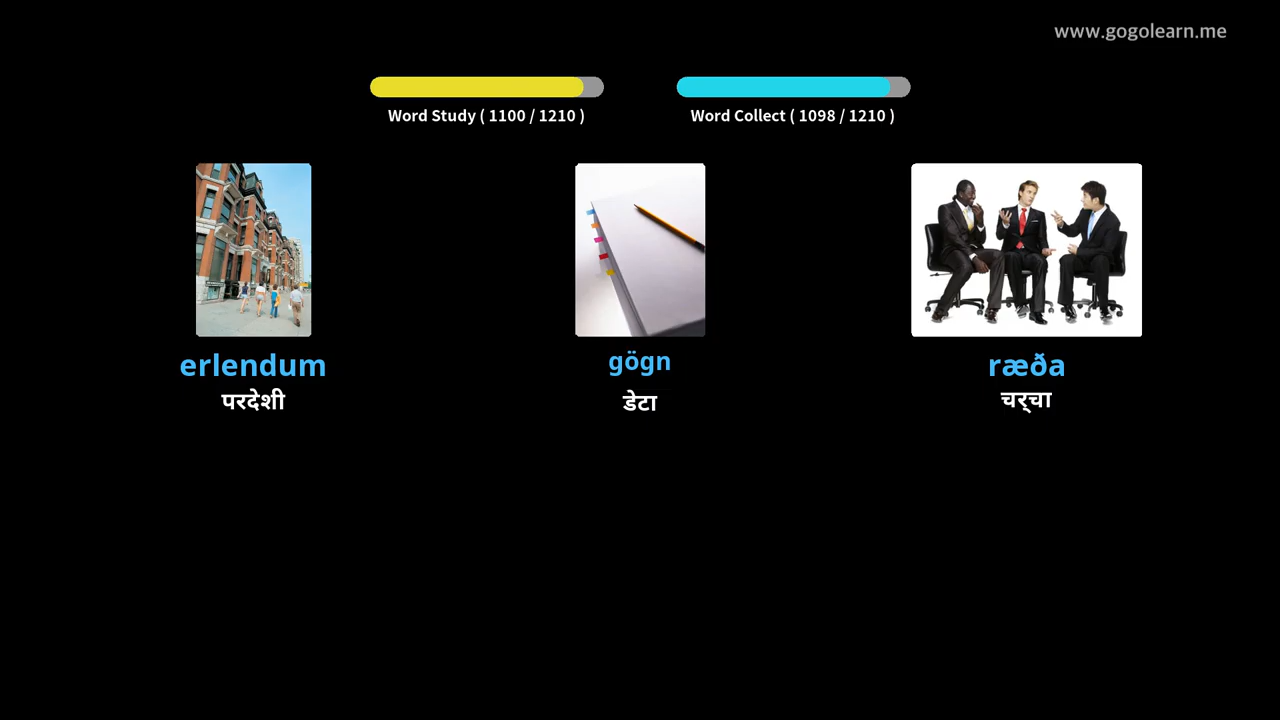 www.gogolearn.me
Word Study ( 1100 / 1210 )
Word Collect ( 1098 / 1210 )
erlendum
परदेशी
gögn
डेटा
ræða
चर्‍चा